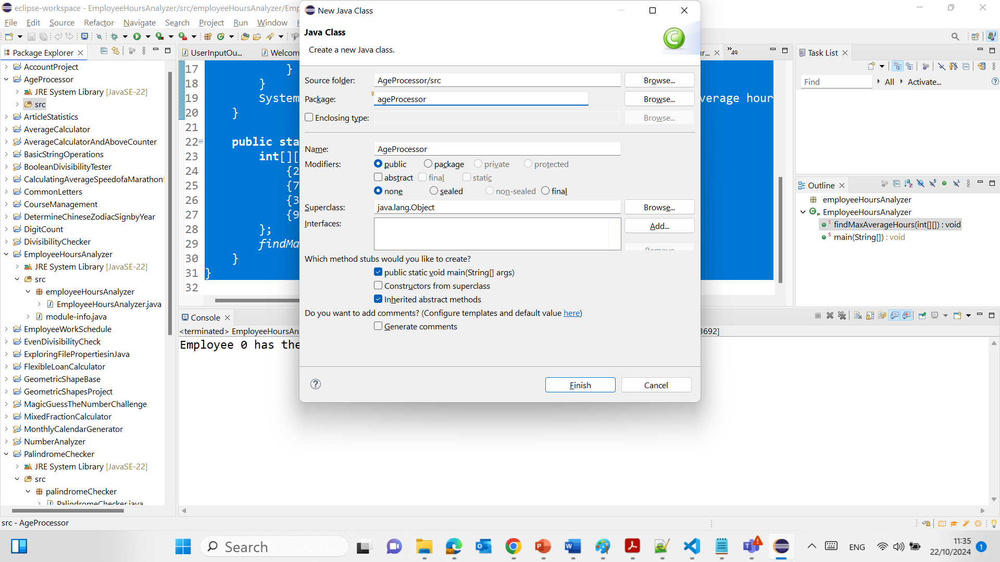 eclipse-workspace - EmployeeHoursAnalyzer/src/employeeHoursAnalyzer/Emp
File Edit Source Refactor Navigate Search Project Run Window H
Package Explorer
AccountProject
AgeProcessor
JRE System Library [JavaSE-22]
src
ArticleStatistics
AverageCalculator
AverageCalculatorAndAboveCounter
BasicStringOperations
BooleanDivisibilityTester
CalculatingAverageSpeedofaMarathon
CommonLetters
CourseManagement
DetermineChineseZodiacSignbyYear
DigitCount
DivisibilityChecker
EmployeeHoursAnalyzer
JRE System Library [JavaSE-22]
src
employeeHoursAnalyzer
EmployeeHoursAnalyzer.java
module-info.java
EmployeeWorkSchedule
EvenDivisibilityCheck
ExploringFilePropertiesinJava
FlexibleLoanCalculator
GeometricShapeBase
GeometricShapesProject
MagicGuessTheNumberChallenge
MixedFractionCalculator
MonthlyCalendarGenerator
NumberAnalyzer
PalindromeChecker
JRE System Library [JavaSE-22]
src
palindromeChecker
PalindromeChecker.java
UserInputOu...
Welcom
r...
»49
17 }
18 }
19 System verage hour
20 }
21
22 public sta
23 int[][
24 {2
25 {7
26 {3
27 {9
28 };
29 findMa
30 }
31 }
32
New Java Class
Java Class
Create a new Java class.
Source folder: AgeProcessor/src Browse...
Package: ageProcessor Browse...
Enclosing type: Browse...
Name: AgeProcessor
Modifiers: public package private protected
abstract final static
none sealed non-sealed final
Superclass: java.lang.Object Browse...
Interfaces: Add...
Remove
Which method stubs would you like to create?
public static void main(String[] args)
Constructors from superclass
Inherited abstract methods
Do you want to add comments? (Configure templates and default value here)
Generate comments
Finish Cancel
Task List
Find All Activate...
Outline
employeeHoursAnalyzer
EmployeeHoursAnalyzer
findMaxAverageHours(int[][]) : void
main(String[]) : void
Console
<terminated> EmployeeHoursAn 3692]
Employee 0 has the
src - AgeProcessor
Search
ENG
11:35
22/10/2024
1